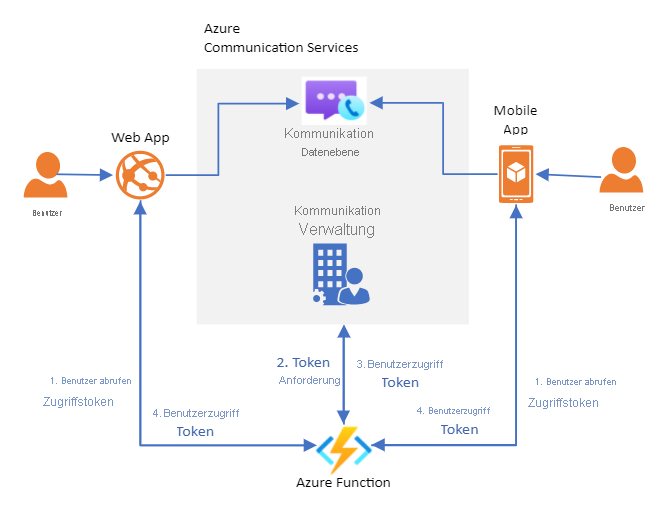 Azure
Communication Services
Kommunikation
Datenebene
Web App
Mobile
App
Benutzer
Benutzer
Kommunikation
Verwaltung
2. Token
Anforderung
3. Benutzerzugriff
Token
1. Benutzer abrufen
Zugriffstoken
4. Benutzerzugriff
Token
4. Benutzerzugriff
Token
1. Benutzer abrufen
Zugriffstoken
Azure Function